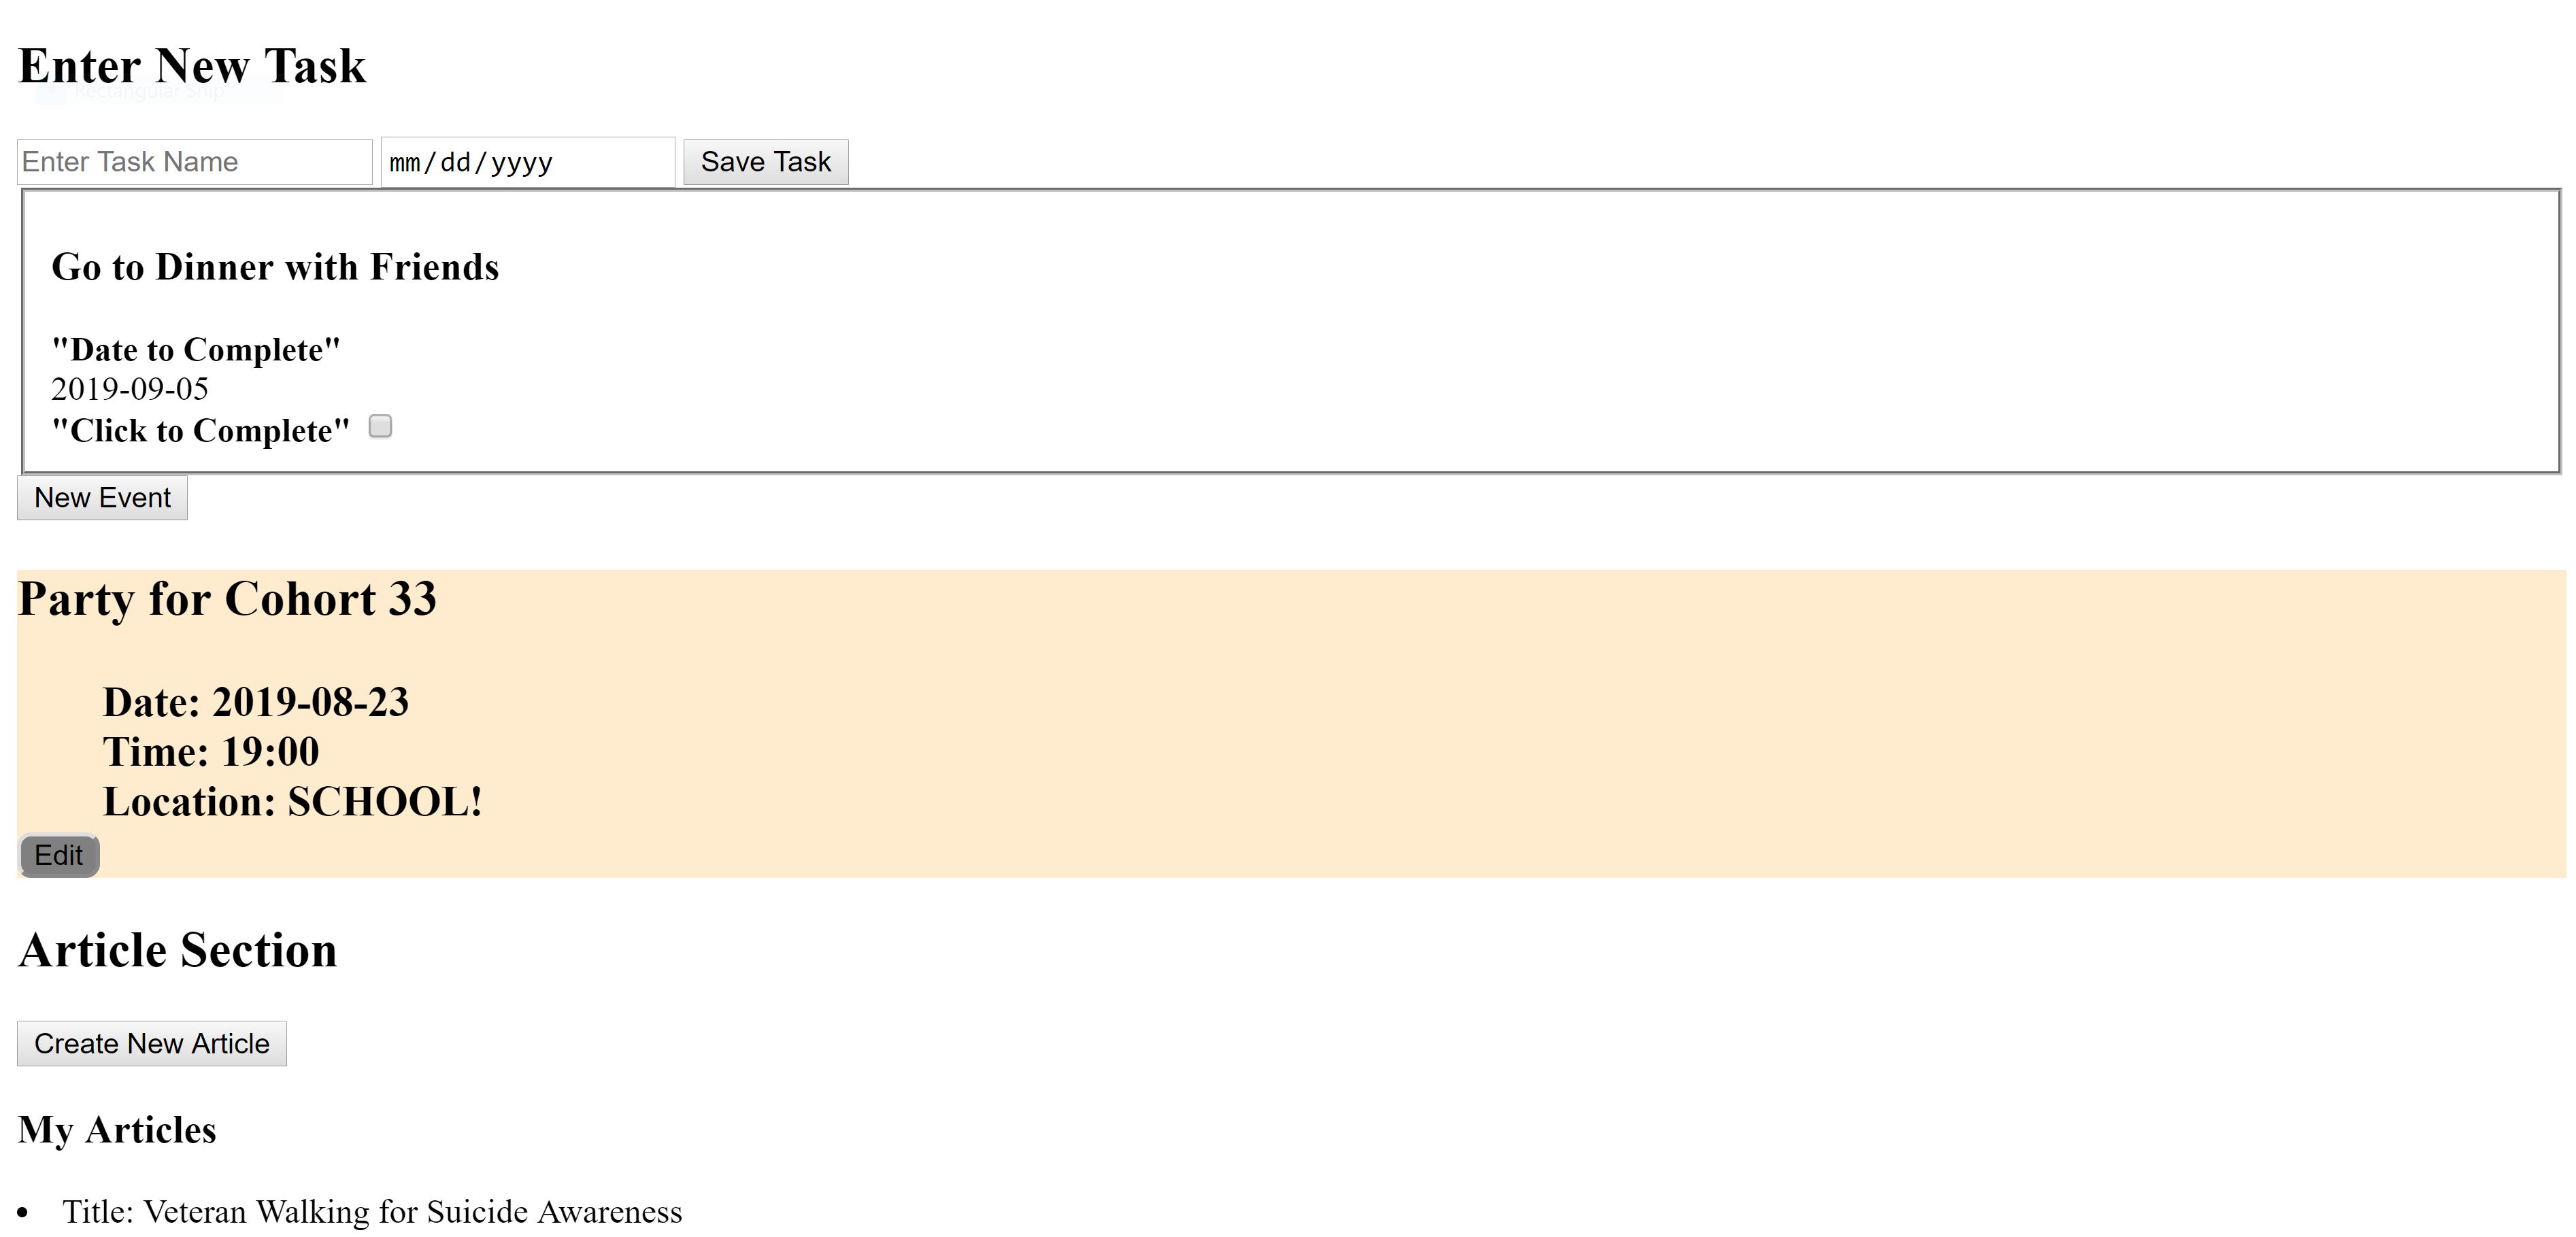 Enter New Task
Rectangular Snip
Enter Task Name mm/dd/yyyy Save Task
Go to Dinner with Friends
"Date to Complete"
2019-09-05
"Click to Complete"
New Event
Party for Cohort 33
Date: 2019-08-23
Time: 19:00
Location: SCHOOL!
Edit
Article Section
Create New Article
My Articles
Title: Veteran Walking for Suicide Awareness